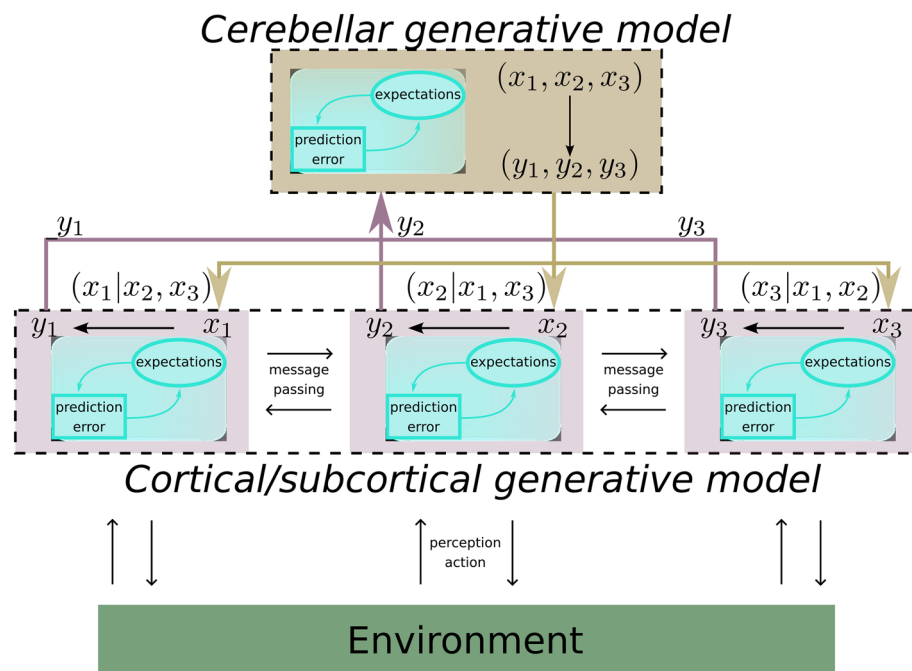 Cerebellar generative model
expectations
prediction
error
(x₁, x₂, x₃)
(y₁, y₂, y₃)
y₁
y₂
y₃
(x₁|x₂, x₃)
(x₂|x₁, x₃)
(x₃|x₁, x₂)
y₁
x₁
y₂
x₂
y₃
x₃
expectations
prediction
error
message
passing
expectations
prediction
error
message
passing
expectations
prediction
error
Cortical/subcortical generative model
perception
action
Environment